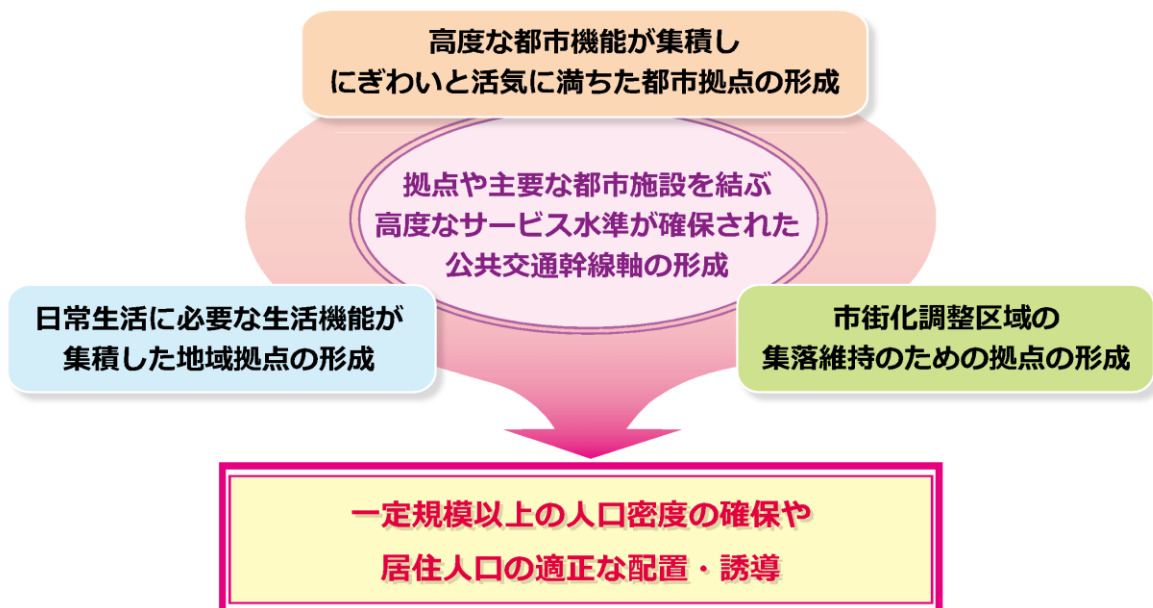 高度な都市機能が集積し
にぎわいと活気に満ちた都市拠点の形成
拠点や主要な都市施設を結ぶ
高度なサービス水準が確保された
公共交通幹線軸の形成
日常生活に必要な生活機能が
集積した地域拠点の形成
市街化調整区域の
集落維持のための拠点の形成
一定規模以上の人口密度の確保や
居住人口の適正な配置・誘導